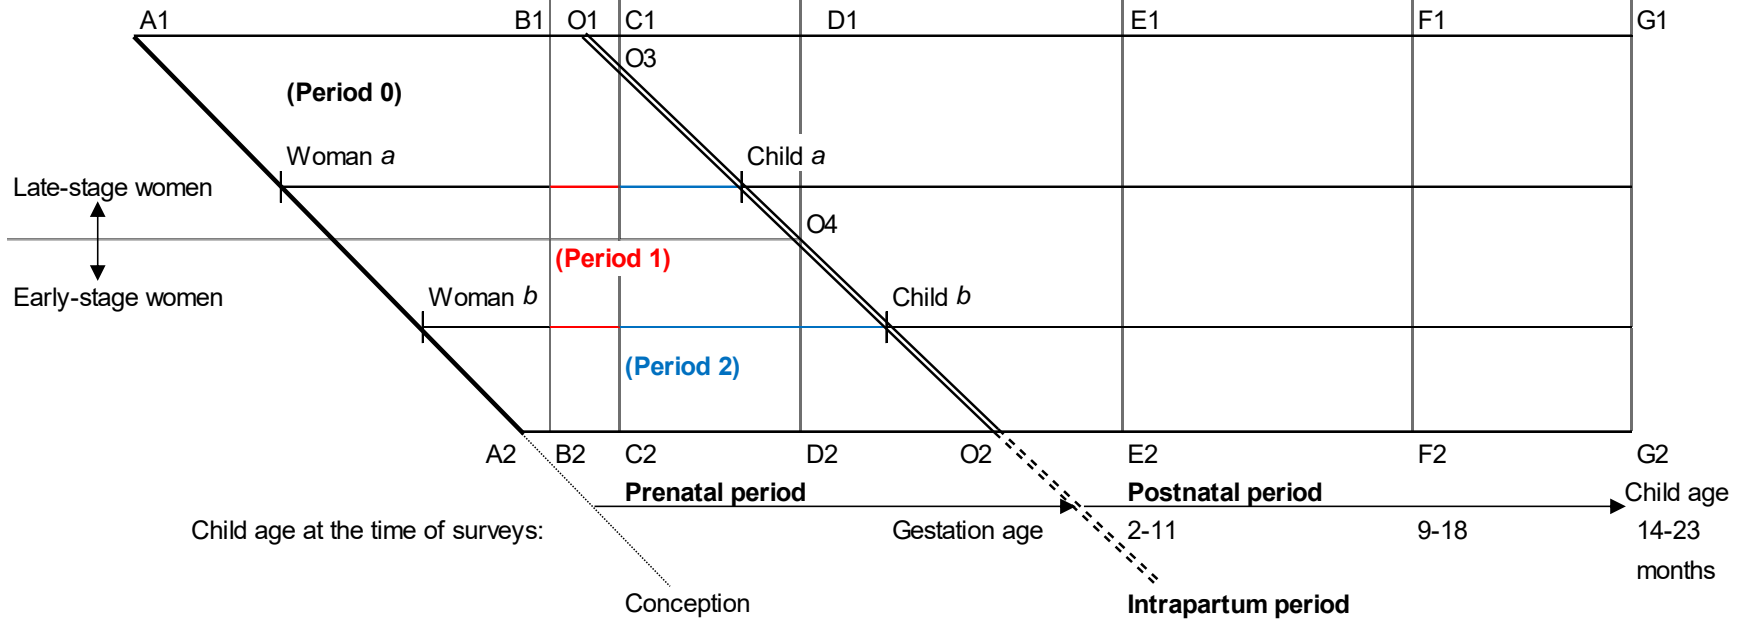 A1 B1 O1 C1 D1 E1 F1 G1
O3
(Period 0)
Woman a Child a
Late-stage women
O4
(Period 1)
Early-stage women Woman b Child b
(Period 2)
A2 B2 C2 D2 O2 E2 F2 G2
Prenatal period Postnatal period Child age
Child age at the time of surveys: Gestation age 2-11 9-18 14-23
months
Conception Intrapartum period